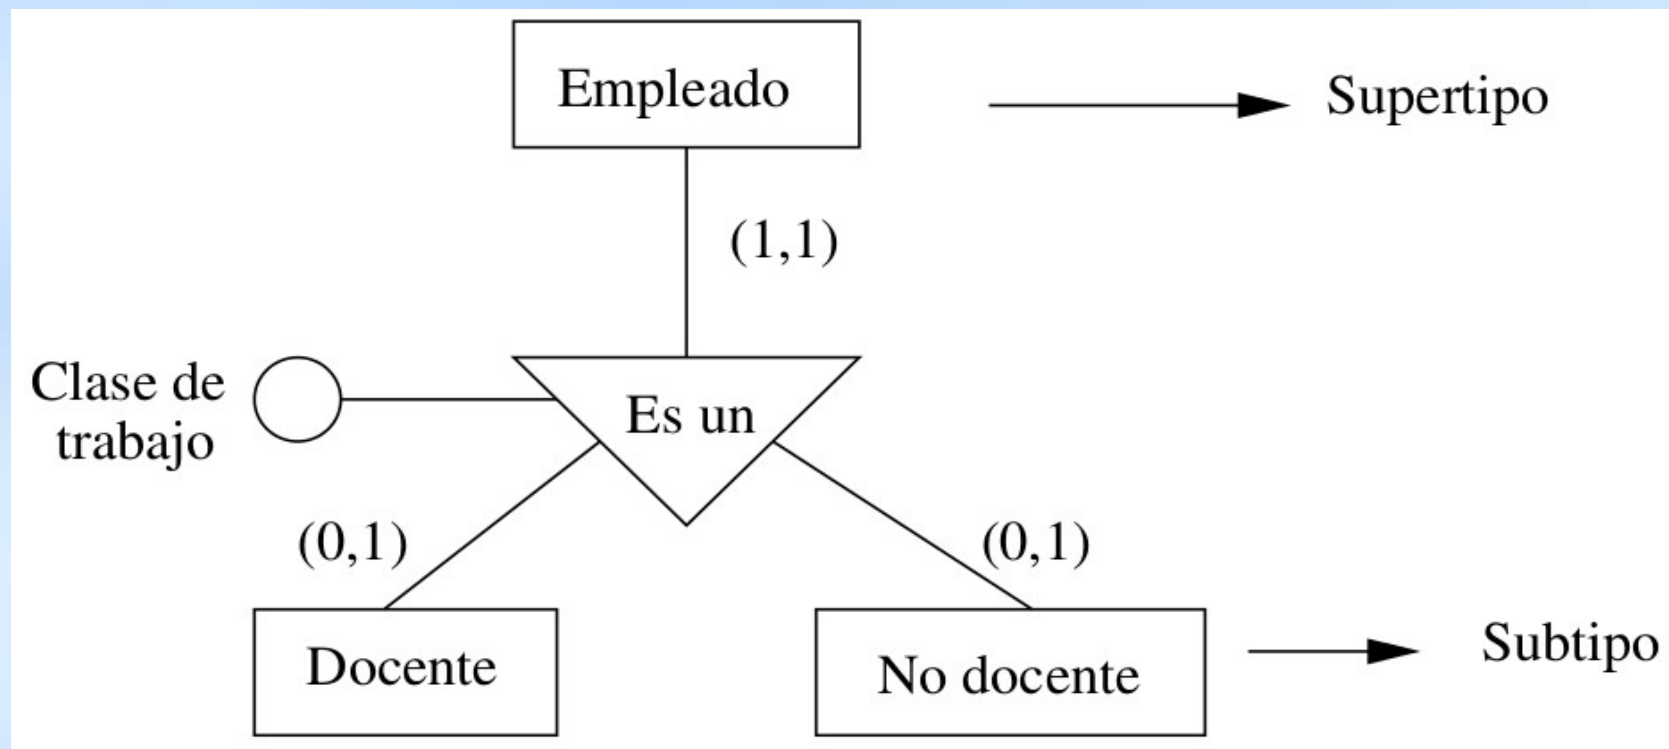 Empleado
Supertipo
(1,1)
Clase de
trabajo
Es un
(0,1)
(0,1)
Docente
No docente
Subtipo